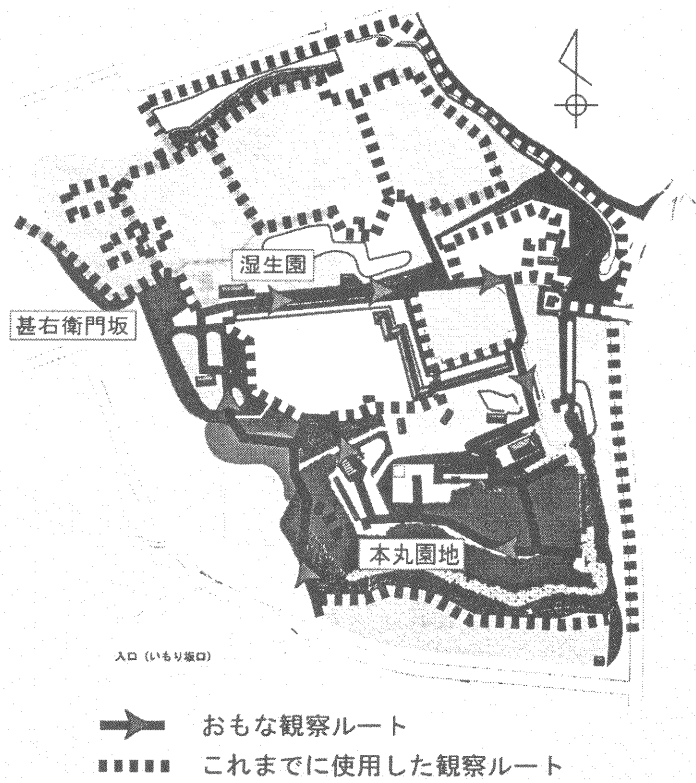 湿生園
甚右衛門坂
本丸園地
入口（いもり坂口）
おもな観察ルート
これまでに使用した観察ルート